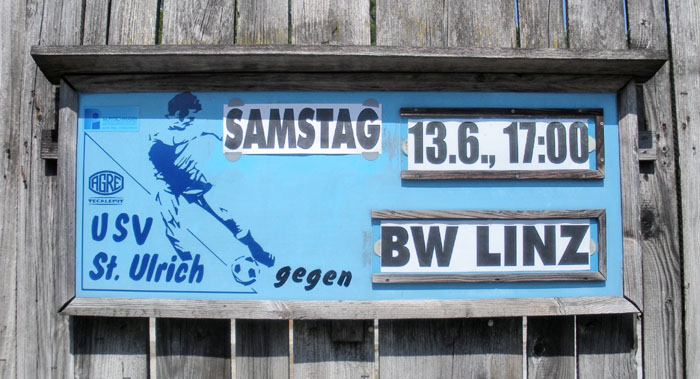 SAMSTAG
13.6., 17:00
AGRE
USV
St. Ulrich
gegen
BW LINZ